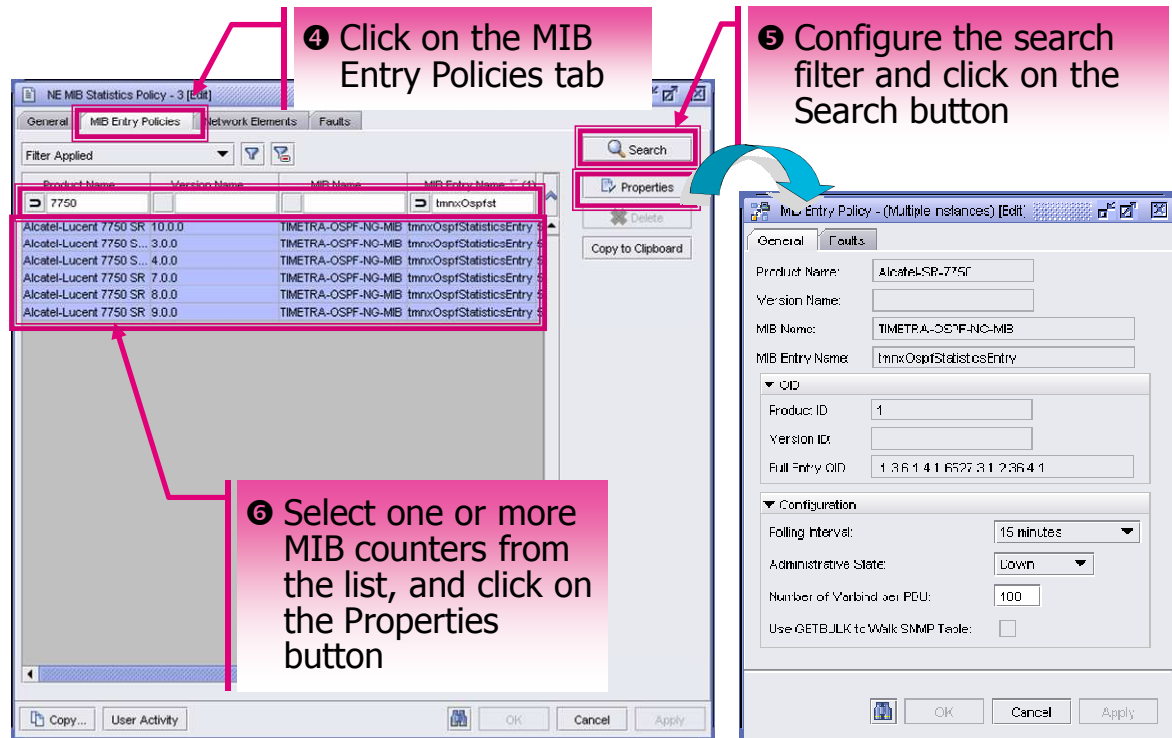 ❹ Click on the MIB
Entry Policies tab
❺ Configure the search
filter and click on the
Search button
NE MIB Statistics Policy - 3 [Edit]
General
MIB Entry Policies
Network Elements
Faults
Filter Applied
Search
Properties
Delete
Copy to Clipboard
Product Name
Version Name
MIB Name
MIB Entry Name
(1)
7750
tmnxOspfst
Alcatel-Lucent 7750 SR 10.0.0 TIMETRA-OSPF-NG-MIB tmnxOspfStatisticsEntry S
Alcatel-Lucent 7750 S... 3.0.0 TIMETRA-OSPF-NG-MIB tmnxOspfStatisticsEntry S
Alcatel-Lucent 7750 S... 4.0.0 TIMETRA-OSPF-NG-MIB tmnxOspfStatisticsEntry S
Alcatel-Lucent 7750 SR 7.0.0 TIMETRA-OSPF-NG-MIB tmnxOspfStatisticsEntry S
Alcatel-Lucent 7750 SR 8.0.0 TIMETRA-OSPF-NG-MIB tmnxOspfStatisticsEntry S
Alcatel-Lucent 7750 SR 9.0.0 TIMETRA-OSPF-NG-MIB tmnxOspfStatisticsEntry S
❻ Select one or more
MIB counters from
the list, and click on
the Properties
button
Copy...
User Activity
OK
Cancel
Apply
MIB Entry Policy - (Multiple Instances) [Edit]
General
Faults
Product Name: Alcatel-SR-7750
Version Name:
MIB Name: TIMETRA-OSPF-NG-MIB
MIB Entry Name: tmnxOspfStatisticsEntry
OID
Product ID 1
Version ID:
Full Entry OID .1.3.6.1.4.1.6527.3.1.2.36.4.1
Configuration
Polling Interval: 15 minutes
Administrative State: Down
Number of Varbind per PDU: 100
Use GETBULK to Walk SNMP Table:
OK
Cancel
Apply